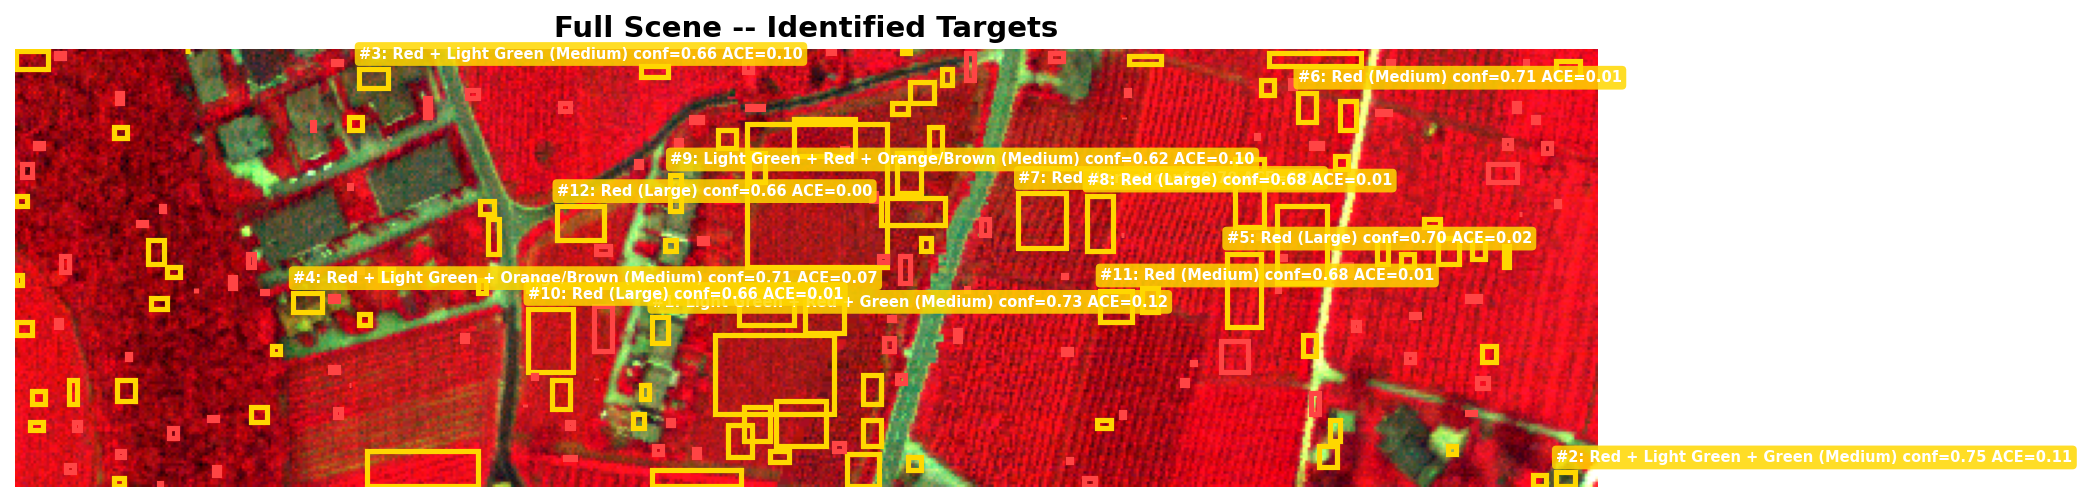 Full Scene -- Identified Targets
#3: Red + Light Green (Medium) conf=0.66 ACE=0.10
#6: Red (Medium) conf=0.71 ACE=0.01
#9: Light Green + Red + Orange/Brown (Medium) conf=0.62 ACE=0.10
#7: Red
#8: Red (Large) conf=0.68 ACE=0.01
#12: Red (Large) conf=0.66 ACE=0.00
#5: Red (Large) conf=0.70 ACE=0.02
#4: Red + Light Green + Orange/Brown (Medium) conf=0.71 ACE=0.07
#11: Red (Medium) conf=0.68 ACE=0.01
#10: Red (Large) conf=0.66 ACE=0.01
+ Green (Medium) conf=0.73 ACE=0.12
#2: Red + Light Green + Green (Medium) conf=0.75 ACE=0.11